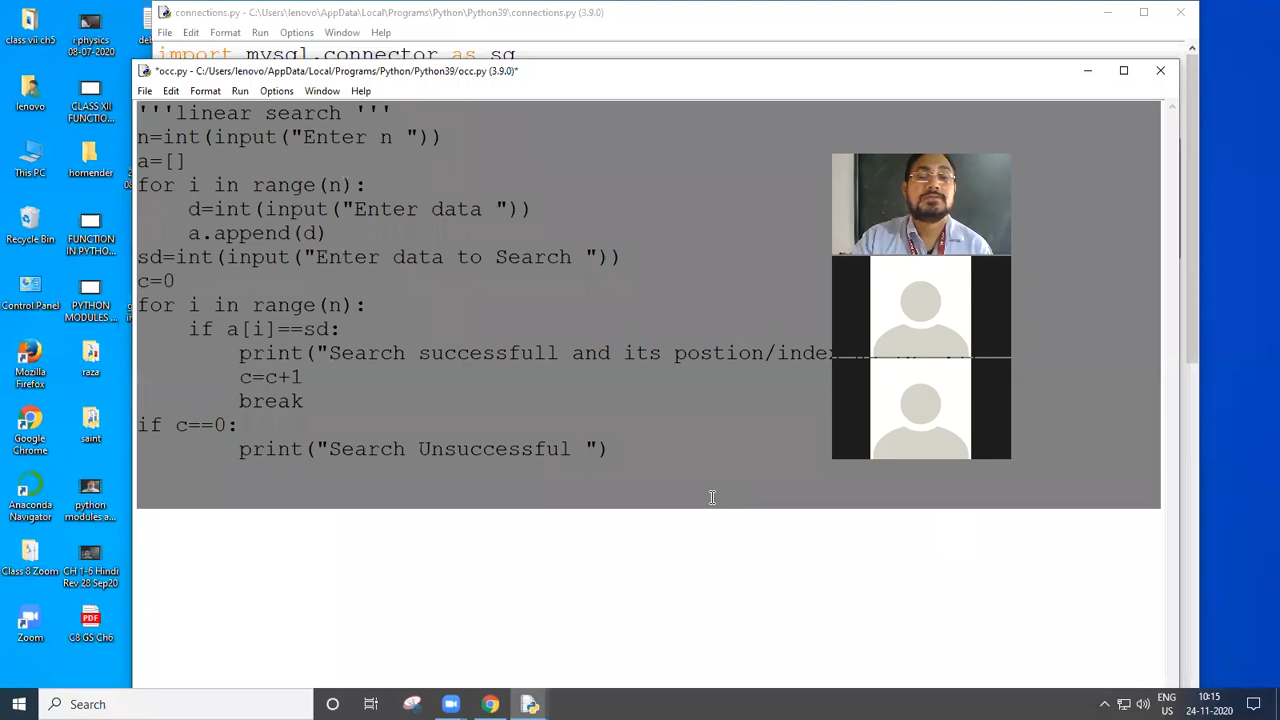 connections.py - C:\Users\lenovo\AppData\Local\Programs\Python\Python39\connections.py (3.9.0)
File Edit Format Run Options Window Help
import mysql.connector as sq
*occ.py - C:/Users/lenovo/AppData/Local/Programs/Python/Python39/occ.py (3.9.0)*
File Edit Format Run Options Window Help
'''linear search '''
n=int(input("Enter n "))
a=[]
for i in range(n):
    d=int(input("Enter data "))
    a.append(d)
sd=int(input("Enter data to Search "))
c=0
for i in range(n):
    if a[i]==sd:
        print("Search successfull and its postion/index
        c=c+1
        break
if c==0:
        print("Search Unsuccessful ")
class vii ch5
i physics
08-07-2020
lenovo
CLASS XII
FUNCTIO...
This PC
homender
Recycle Bin
FUNCTION
IN PYTHO...
Control Panel
PYTHON
MODULES ...
Mozilla
Firefox
raza
Google
Chrome
saint
Anaconda
Navigator
python
modules a...
Class 8 Zoom
CH 1-6 Hindi
Rev 28 Sep20
Zoom
PDF
C8 GS Ch6
Search
ENG
US
10:15
24-11-2020